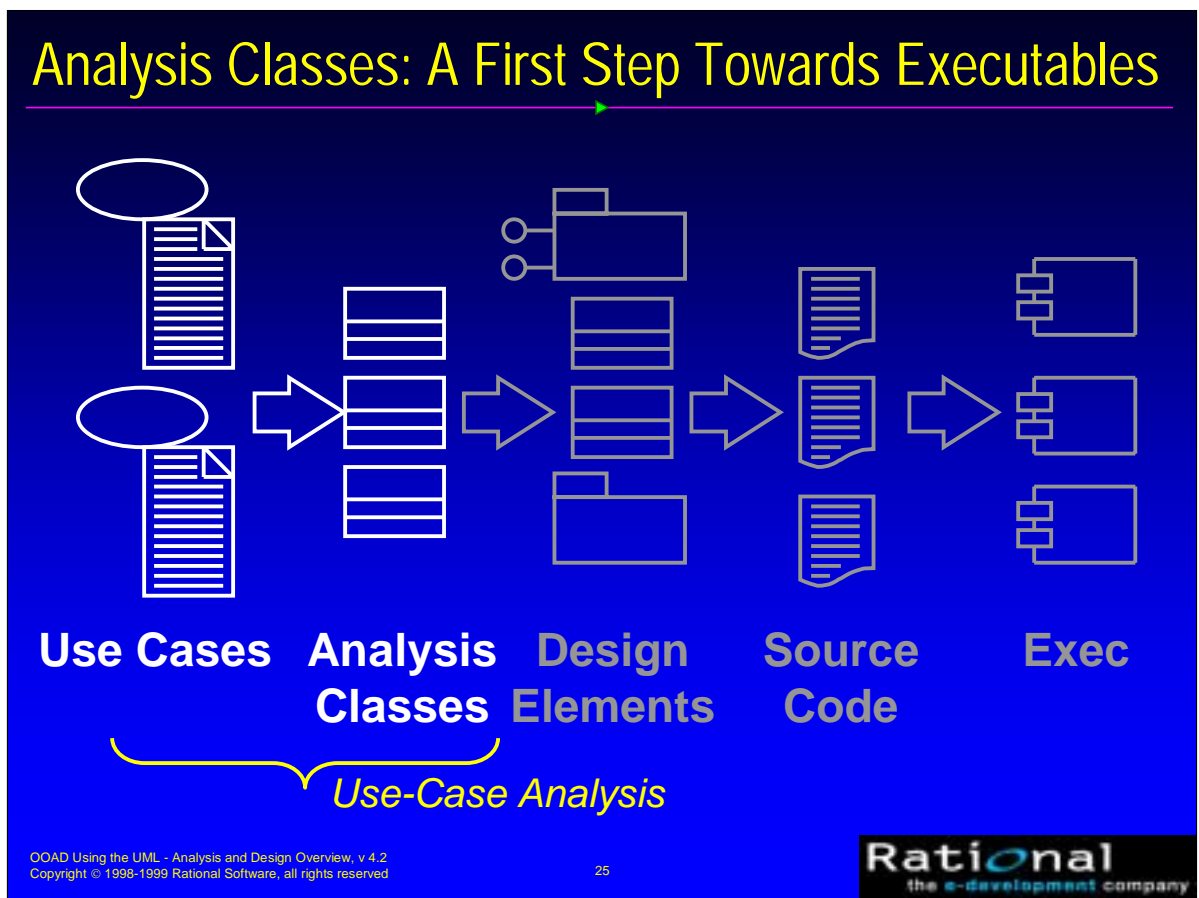 Analysis Classes: A First Step Towards Executables
Use Cases
Analysis
Classes
Design
Elements
Source
Code
Exec
Use-Case Analysis
OOAD Using the UML - Analysis and Design Overview, v 4.2
Copyright © 1998-1999 Rational Software, all rights reserved
25
Rational
the e-development company